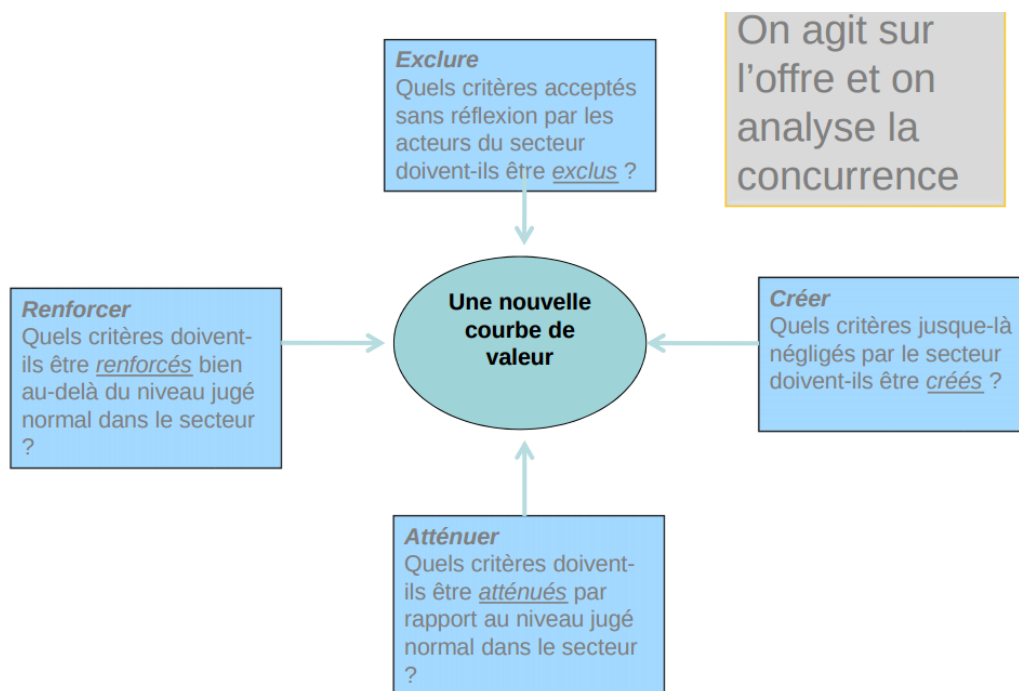 On agit sur
l’offre et on
analyse la
concurrence
Exclure
Quels critères acceptés
sans réflexion par les
acteurs du secteur
doivent-ils être exclus ?
Renforcer
Quels critères doivent-
ils être renforcés bien
au-delà du niveau jugé
normal dans le secteur
?
Une nouvelle
courbe de
valeur
Créer
Quels critères jusque-là
négligés par le secteur
doivent-ils être créés ?
Atténuer
Quels critères doivent-
ils être atténués par
rapport au niveau jugé
normal dans le secteur
?